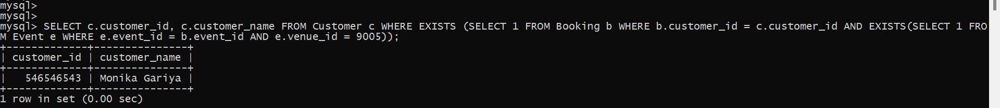 mysql>
mysql>
mysql> SELECT c.customer_id, c.customer_name FROM Customer c WHERE EXISTS (SELECT 1 FROM Booking b WHERE b.customer_id = c.customer_id AND EXISTS(SELECT 1 FRO
M Event e WHERE e.event_id = b.event_id AND e.venue_id = 9005));
+-------------+---------------+
| customer_id | customer_name |
+-------------+---------------+
|   546546543 | Monika Gariya |
+-------------+---------------+
1 row in set (0.00 sec)